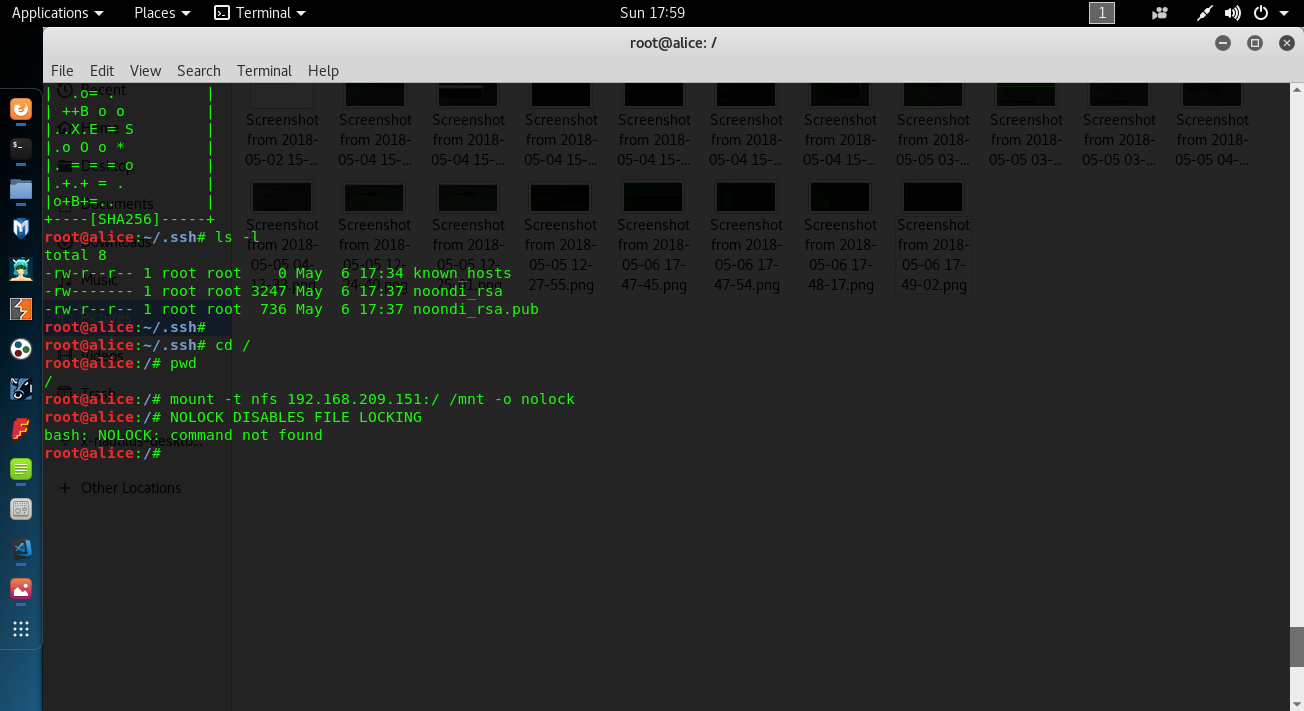 Applications Places Terminal Sun 17:59 1
root@alice: /
File Edit View Search Terminal Help
| .o= . |
| ++B o o |
|..X.E = S |
|.o O o * |
|. = = = o |
|.+.+ = . |
|o+B+=.. |
+----[SHA256]-----+
root@alice:~/.ssh# ls -l
total 8
-rw-r--r-- 1 root root    0 May  6 17:34 known_hosts
-rw------- 1 root root 3247 May  6 17:37 noondi_rsa
-rw-r--r-- 1 root root  736 May  6 17:37 noondi_rsa.pub
root@alice:~/.ssh#
root@alice:~/.ssh# cd /
root@alice:/# pwd
/
root@alice:/# mount -t nfs 192.168.209.151:/ /mnt -o nolock
root@alice:/# NOLOCK DISABLES FILE LOCKING
bash: NOLOCK: command not found
root@alice:/#
Recent
Desktop
Documents
Downloads
Music
Videos
Trash
Other Locations
Screenshot Screenshot Screenshot Screenshot Screenshot Screenshot Screenshot Screenshot Screenshot Screenshot Screenshot
from 2018- from 2018- from 2018- from 2018- from 2018- from 2018- from 2018- from 2018- from 2018- from 2018- from 2018-
05-02 15-... 05-04 15-... 05-04 15-... 05-04 15-... 05-04 15-... 05-04 15-... 05-04 15-... 05-05 03-... 05-05 03-... 05-05 03-... 05-05 04-...
Screenshot Screenshot Screenshot Screenshot Screenshot Screenshot Screenshot Screenshot
from 2018- from 2018- from 2018- from 2018- from 2018- from 2018- from 2018- from 2018-
05-05 04- 05-05 12- 05-05 12- 05-05 12- 05-06 17- 05-06 17- 05-06 17- 05-06 17-
27-55.png 47-45.png 47-54.png 48-17.png 49-02.png